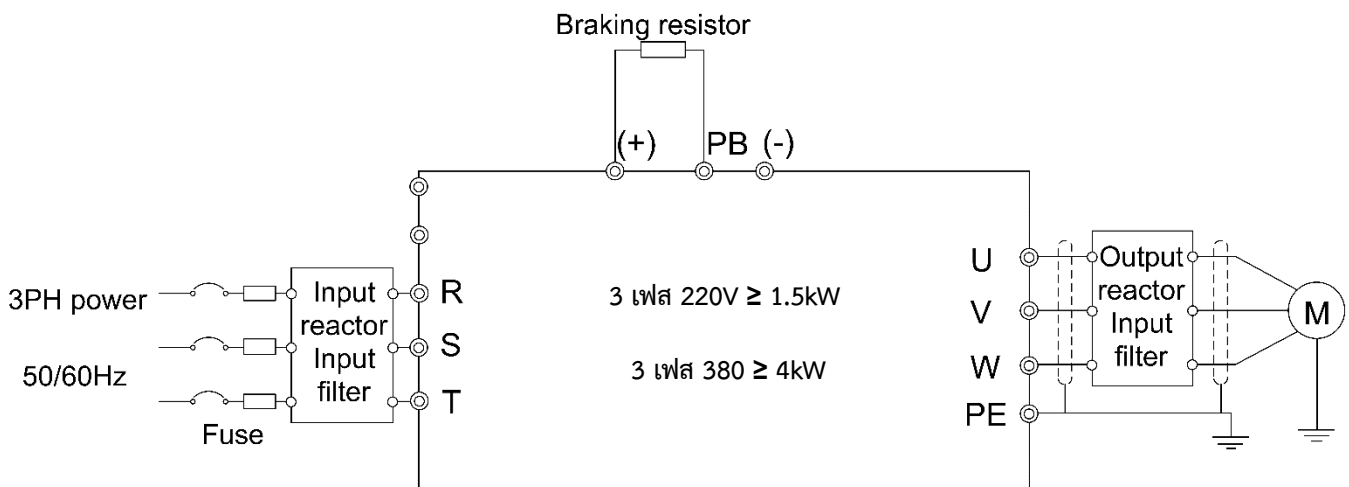 Braking resistor
(+)
PB
(-)
3PH power
50/60Hz
Fuse
Input
reactor
Input
filter
R
S
T
3 เฟส 220V ≥ 1.5kW
3 เฟส 380 ≥ 4kW
U
V
W
PE
Output
reactor
Input
filter
M